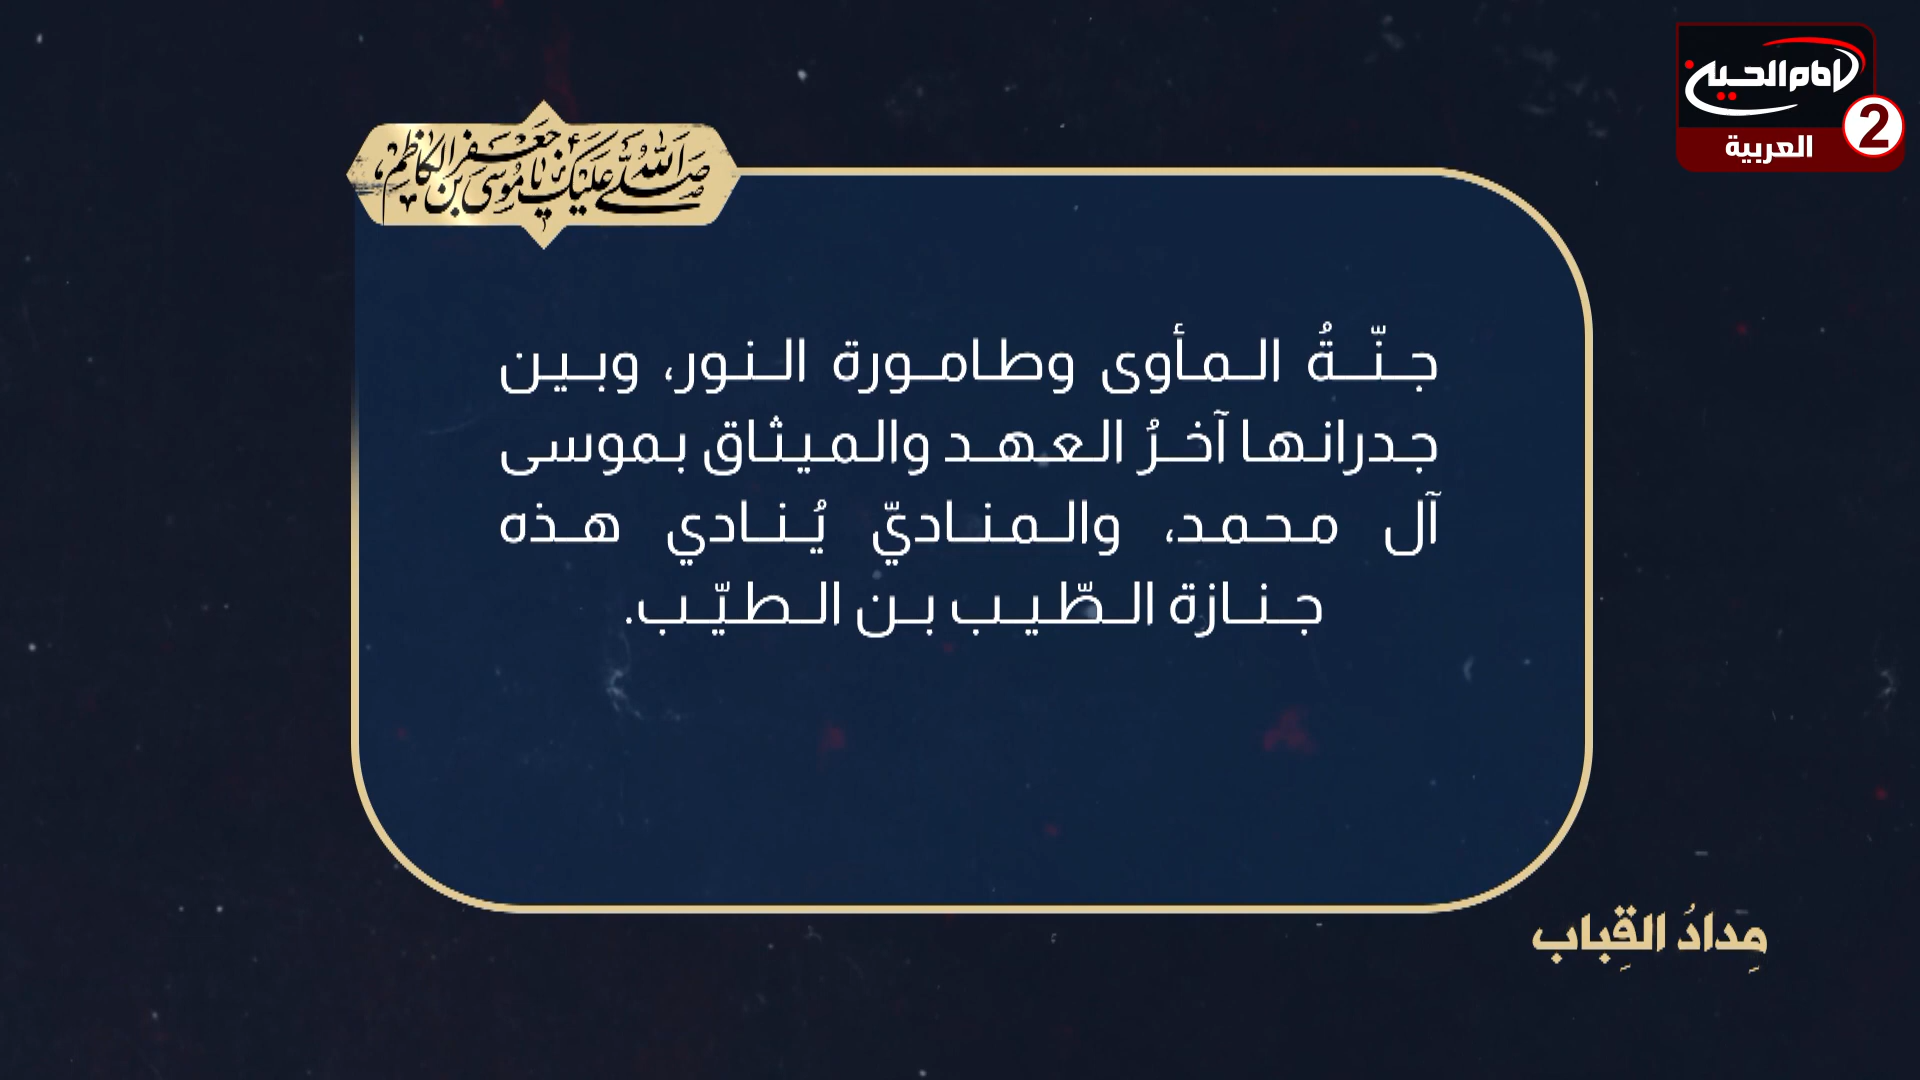 الإمام الحسين
2
العربية
صلى الله عليك يا موسى بن جعفر الكاظم
جنّةُ المأوى وطامورة النور، وبين
جدرانها آخرُ العهد والميثاق بموسى
آل محمد، والمناديّ يُنادي هذه
جنازة الطّيب بن الطيّب.
مِدادُ القِباب